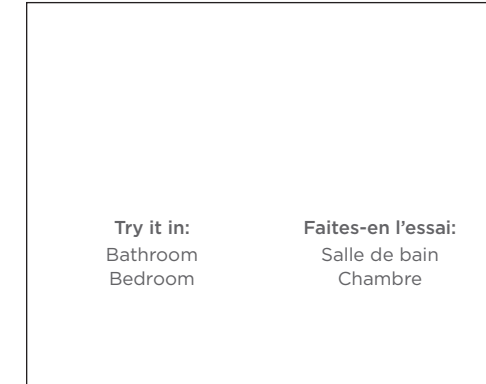 Try it in:
Bathroom
Bedroom
Faites-en l’essai:
Salle de bain
Chambre